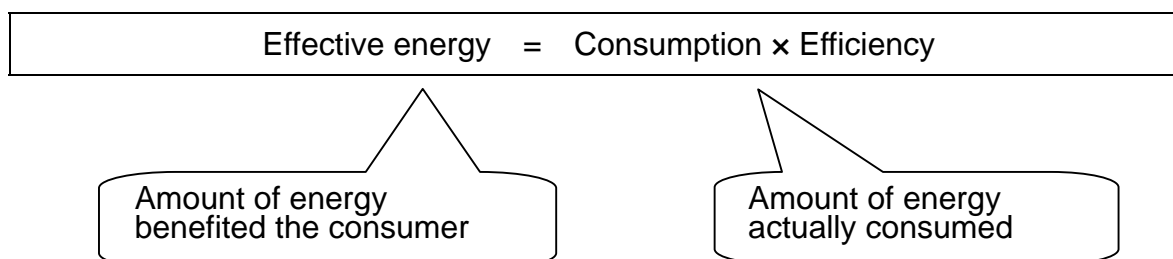 Effective energy = Consumption × Efficiency
Amount of energy
benefited the consumer
Amount of energy
actually consumed